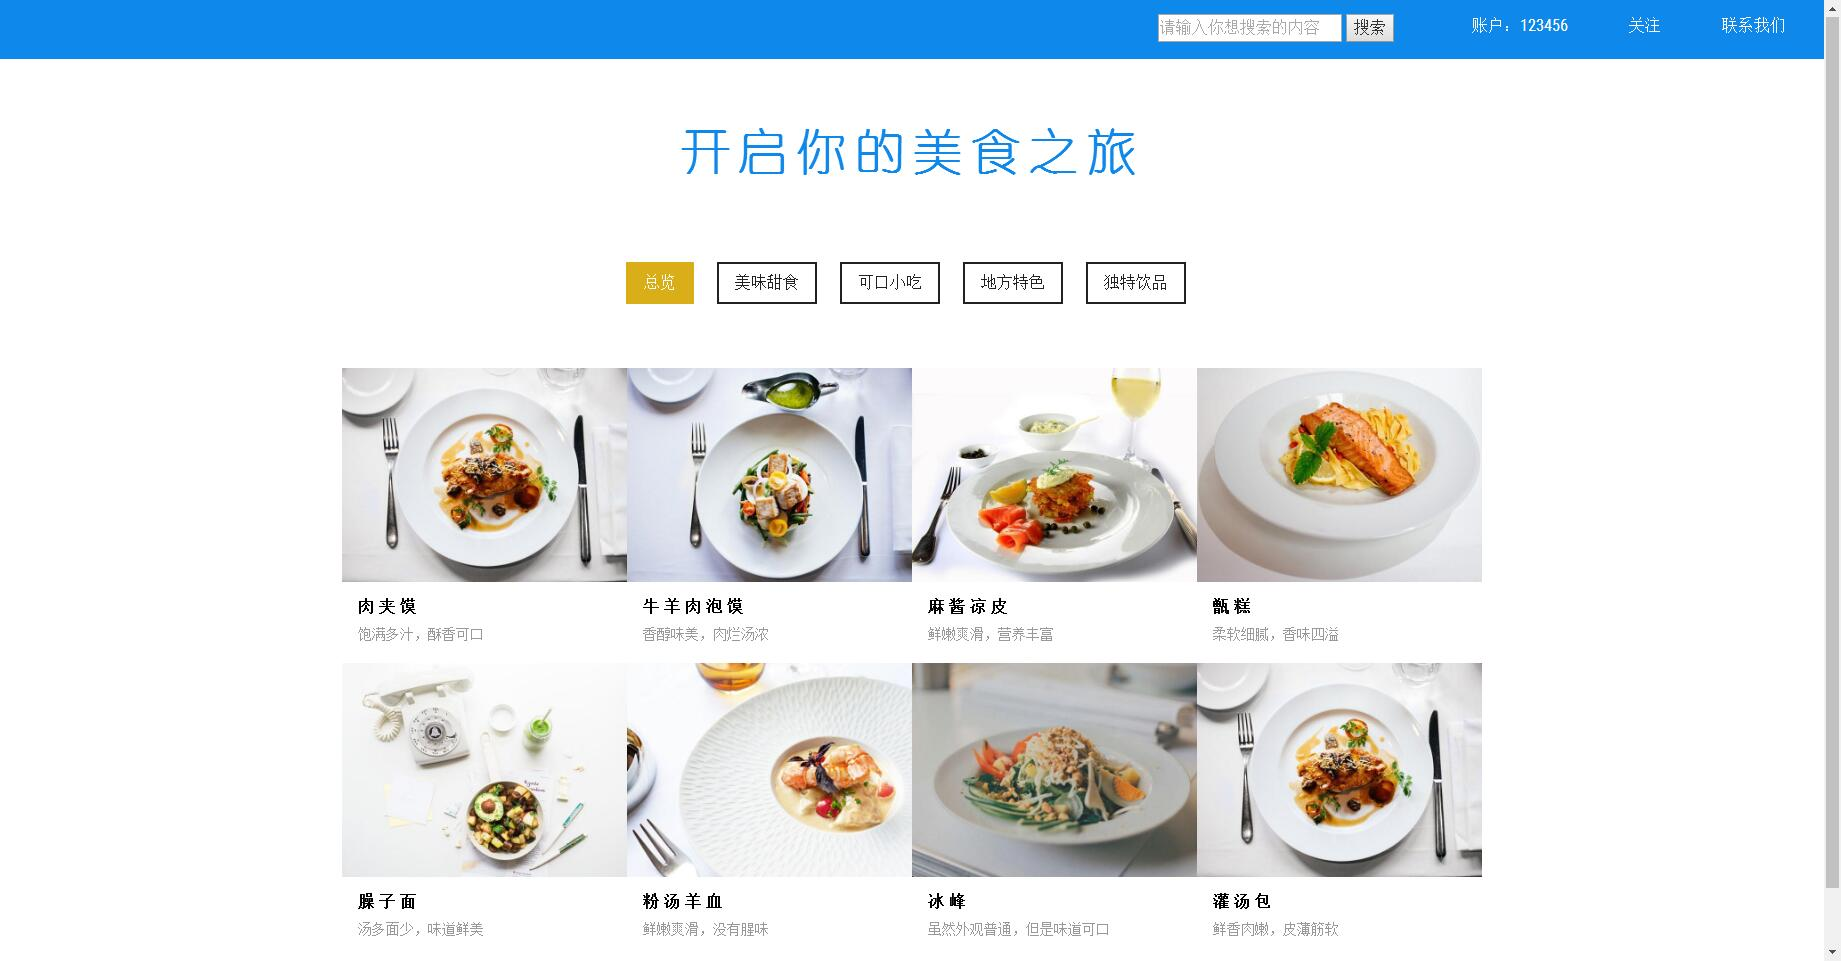 请输入你想搜索的内容 搜索 账户：123456 关注 联系我们
开启你的美食之旅
总览 美味甜食 可口小吃 地方特色 独特饮品
肉夹馍 牛羊肉泡馍 麻酱凉皮 甑糕
饱满多汁，酥香可口 香醇味美，肉烂汤浓 鲜嫩爽滑，营养丰富 柔软细腻，香味四溢
臊子面 粉汤羊血 冰峰 灌汤包
汤多面少，味道鲜美 鲜嫩爽滑，没有腥味 虽然外观普通，但是味道可口 鲜香肉嫩，皮薄筋软